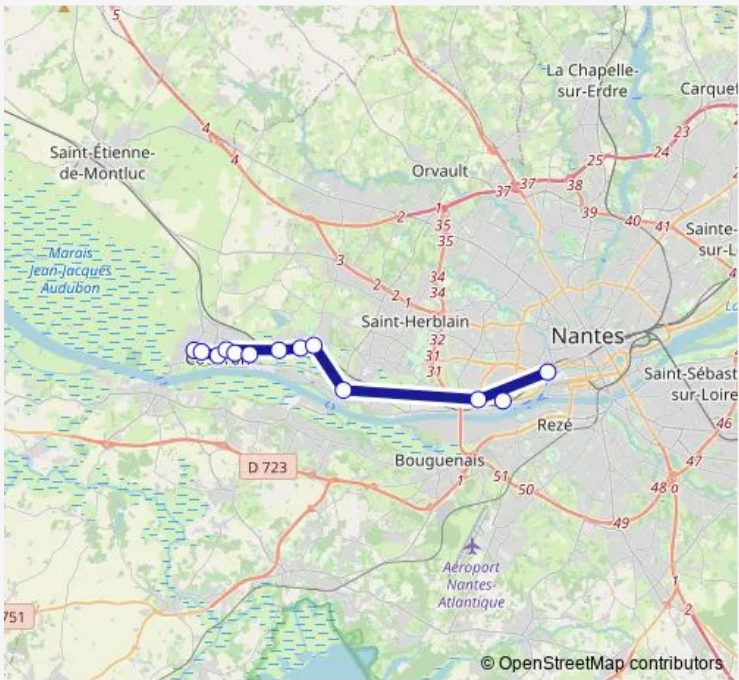 5
La Chapelle-
sur-Erdre
Carquef
23
4
Saint-Étienne-
de-Montluc
4
24
25
Orvault
37
37
38
2
1
39
40
41
35
35
Sainte-
sur-L
Marais
Jean-Jacques
Audubon
3
2
2
1
34
34
4
Saint-Herblain
32
31
31
Nantes
Saint-Sébast
sur-Loire
Rezé
46
D 723
Bouguenais
1
51
50
47
48
49
Aéroport
Nantes-
Atlantique
1
2
751
© OpenStreetMap contributors